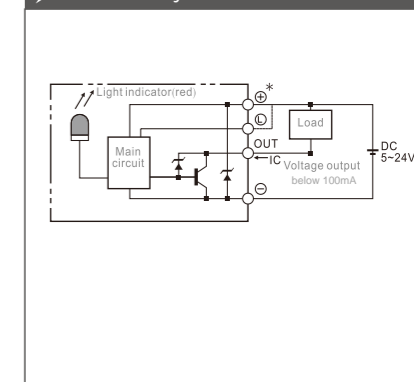 Light indicator(red)
⊕*
Ⓛ
Main
circuit
Load
OUT
IC
Voltage output
below 100mA
DC
5~24V
⊖